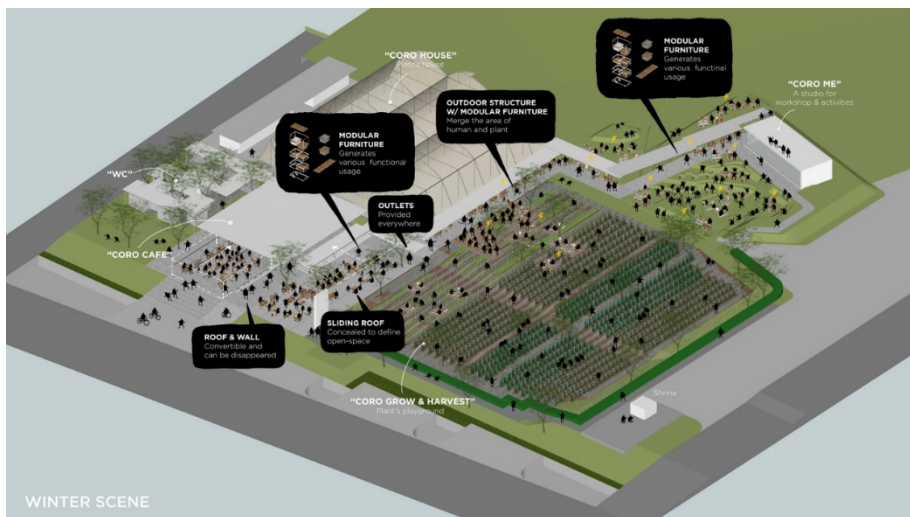 "CORO HOUSE"
Plant's house
MODULAR
FURNITURE
Generates
various functinal
usage
"CORO ME"
A studio for
workshop & activities
OUTDOOR STRUCTURE
W/ MODULAR FURNITURE
Merge the area of
human and plant
MODULAR
FURNITURE
Generates
various functional
usage
"WC"
OUTLETS
Provided
everywhere
"CORO CAFE"
ROOF & WALL
Convertible and
can be disappeared
SLIDING ROOF
Concealed to define
open-space
"CORO GROW & HARVEST"
Plant's playground
Shrine
WINTER SCENE